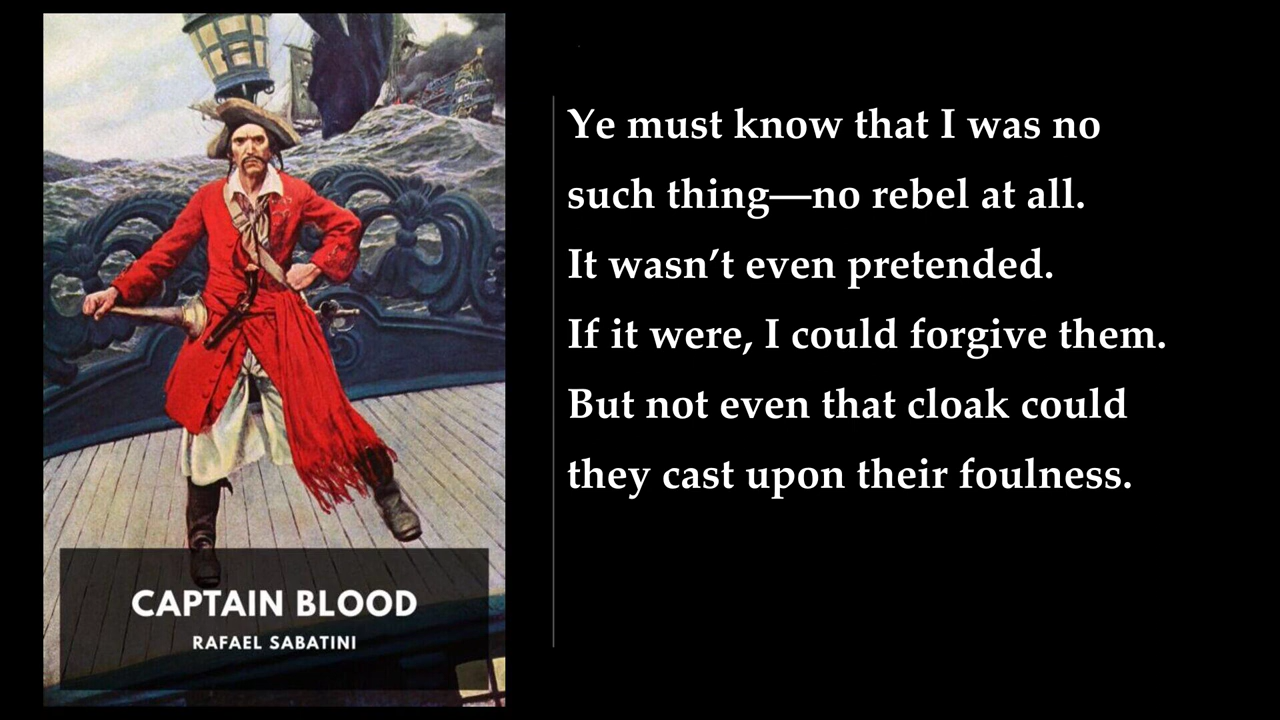 CAPTAIN BLOOD
RAFAEL SABATINI
Ye must know that I was no
such thing—no rebel at all.
It wasn’t even pretended.
If it were, I could forgive them.
But not even that cloak could
they cast upon their foulness.